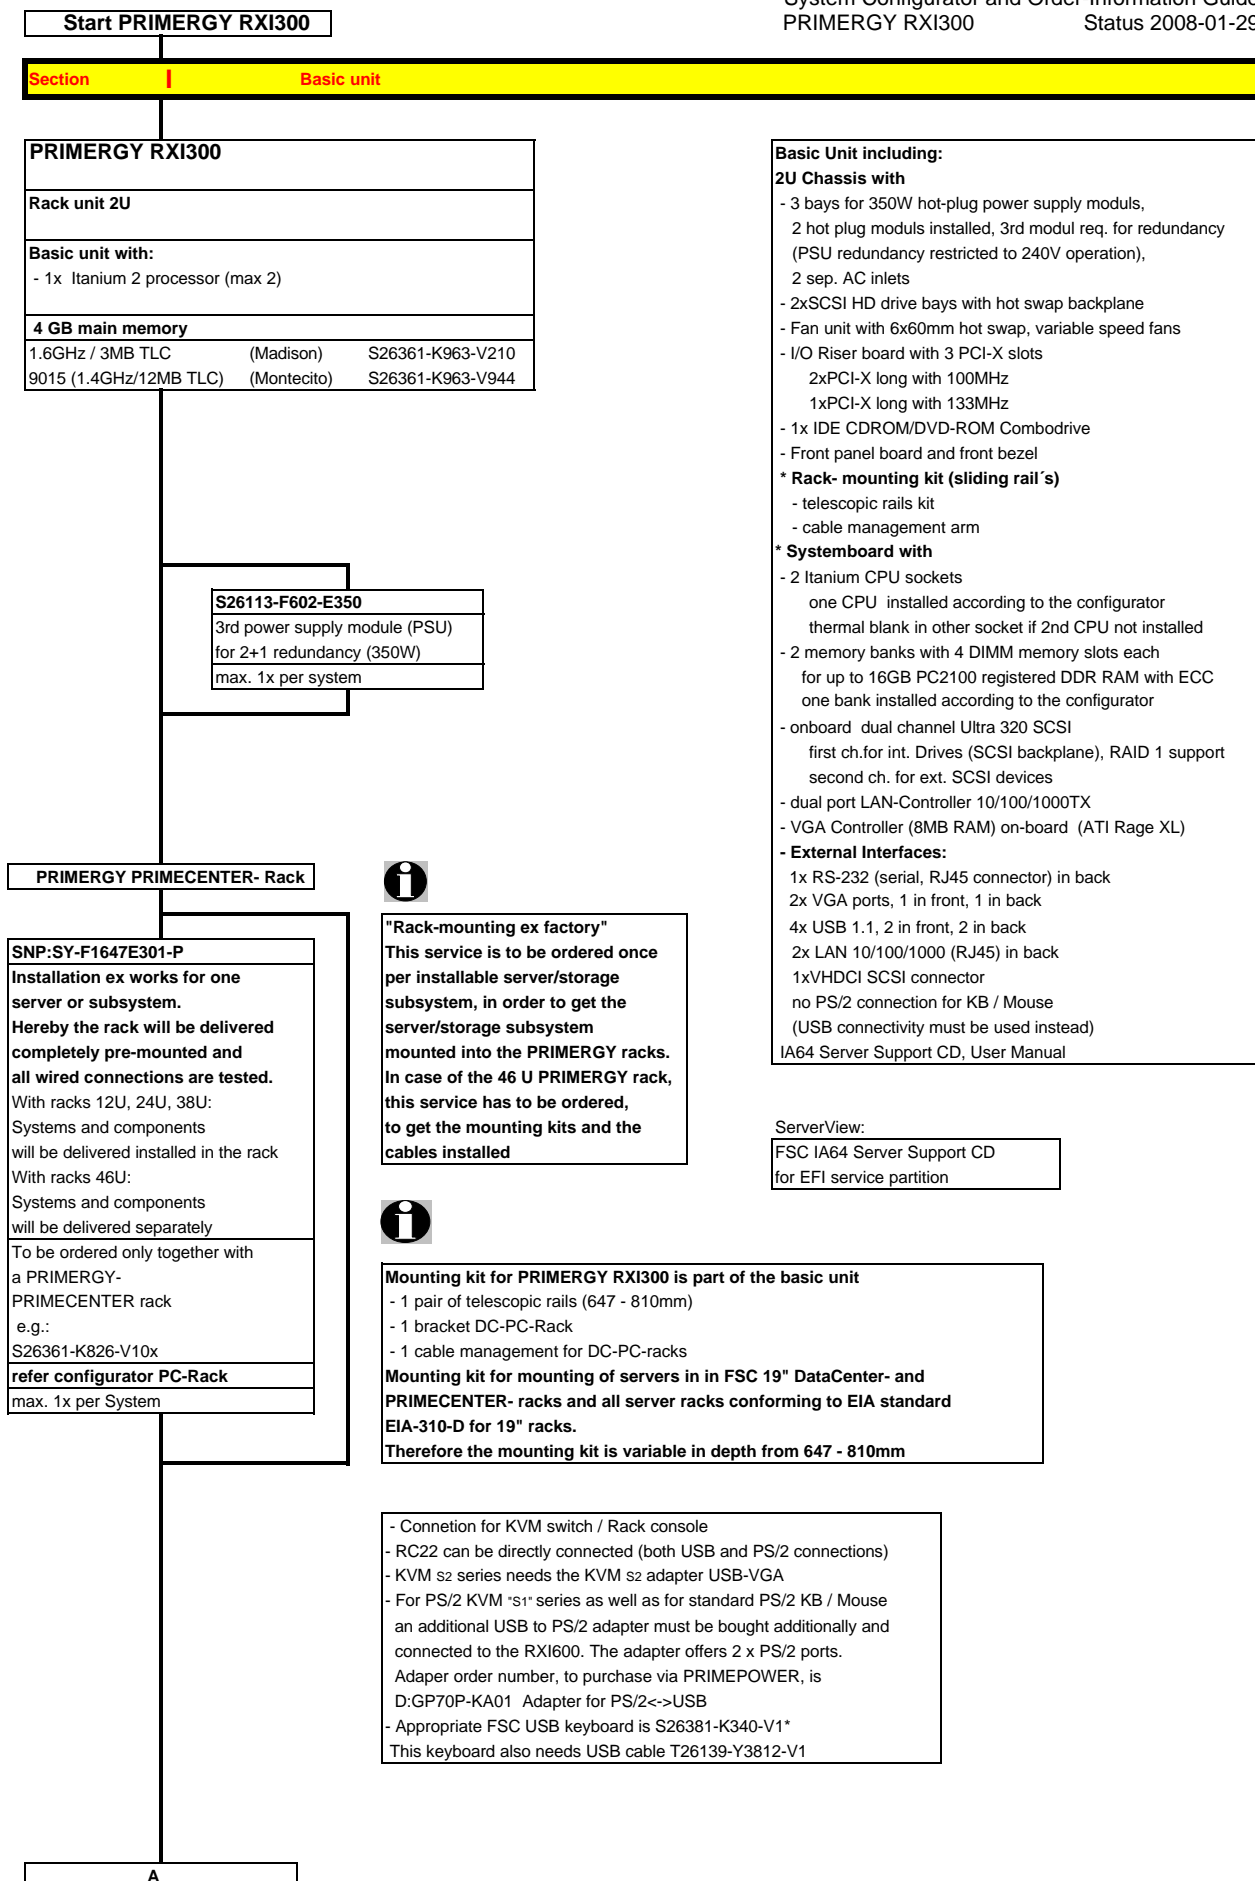 System Configurator and Order-Information Guide
Start PRIMERGY RXI300
PRIMERGY RXI300 Status 2008-01-29
Section I Basic unit
PRIMERGY RXI300
Rack unit 2U
Basic unit with:
- 1x Itanium 2 processor (max 2)
4 GB main memory
1.6GHz / 3MB TLC (Madison) S26361-K963-V210
9015 (1.4GHz/12MB TLC) (Montecito) S26361-K963-V944
Basic Unit including:
2U Chassis with
- 3 bays for 350W hot-plug power supply moduls,
2 hot plug moduls installed, 3rd modul req. for redundancy
(PSU redundancy restricted to 240V operation),
2 sep. AC inlets
- 2xSCSI HD drive bays with hot swap backplane
- Fan unit with 6x60mm hot swap, variable speed fans
- I/O Riser board with 3 PCI-X slots
2xPCI-X long with 100MHz
1xPCI-X long with 133MHz
- 1x IDE CDROM/DVD-ROM Combodrive
- Front panel board and front bezel
* Rack- mounting kit (sliding rail´s)
- telescopic rails kit
- cable management arm
* Systemboard with
- 2 Itanium CPU sockets
one CPU installed according to the configurator
thermal blank in other socket if 2nd CPU not installed
- 2 memory banks with 4 DIMM memory slots each
for up to 16GB PC2100 registered DDR RAM with ECC
one bank installed according to the configurator
- onboard dual channel Ultra 320 SCSI
first ch.for int. Drives (SCSI backplane), RAID 1 support
second ch. for ext. SCSI devices
- dual port LAN-Controller 10/100/1000TX
- VGA Controller (8MB RAM) on-board (ATI Rage XL)
- External Interfaces:
1x RS-232 (serial, RJ45 connector) in back
2x VGA ports, 1 in front, 1 in back
4x USB 1.1, 2 in front, 2 in back
2x LAN 10/100/1000 (RJ45) in back
1xVHDCI SCSI connector
no PS/2 connection for KB / Mouse
(USB connectivity must be used instead)
IA64 Server Support CD, User Manual
S26113-F602-E350
3rd power supply module (PSU)
for 2+1 redundancy (350W)
max. 1x per system
PRIMERGY PRIMECENTER- Rack
SNP:SY-F1647E301-P
Installation ex works for one
server or subsystem.
Hereby the rack will be delivered
completely pre-mounted and
all wired connections are tested.
With racks 12U, 24U, 38U:
Systems and components
will be delivered installed in the rack
With racks 46U:
Systems and components
will be delivered separately
To be ordered only together with
a PRIMERGY-
PRIMECENTER rack
e.g.:
S26361-K826-V10x
refer configurator PC-Rack
max. 1x per System
"Rack-mounting ex factory"
This service is to be ordered once
per installable server/storage
subsystem, in order to get the
server/storage subsystem
mounted into the PRIMERGY racks.
In case of the 46 U PRIMERGY rack,
this service has to be ordered,
to get the mounting kits and the
cables installed
ServerView:
FSC IA64 Server Support CD
for EFI service partition
Mounting kit for PRIMERGY RXI300 is part of the basic unit
- 1 pair of telescopic rails (647 - 810mm)
- 1 bracket DC-PC-Rack
- 1 cable management for DC-PC-racks
Mounting kit for mounting of servers in in FSC 19" DataCenter- and
PRIMECENTER- racks and all server racks conforming to EIA standard
EIA-310-D for 19" racks.
Therefore the mounting kit is variable in depth from 647 - 810mm
- Connetion for KVM switch / Rack console
- RC22 can be directly connected (both USB and PS/2 connections)
- KVM S2 series needs the KVM S2 adapter USB-VGA
- For PS/2 KVM "S1" series as well as for standard PS/2 KB / Mouse
an additional USB to PS/2 adapter must be bought additionally and
connected to the RXI600. The adapter offers 2 x PS/2 ports.
Adaper order number, to purchase via PRIMEPOWER, is
D:GP70P-KA01 Adapter for PS/2<->USB
- Appropriate FSC USB keyboard is S26381-K340-V1*
This keyboard also needs USB cable T26139-Y3812-V1
A